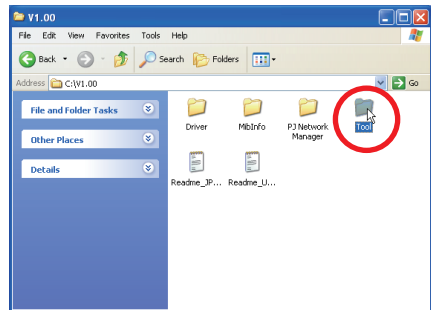 V1.00
File Edit View Favorites Tools Help
Back Search Folders
Address C:\V1.00 Go
File and Folder Tasks
Other Places
Details
Driver MibInfo PJ Network Manager Tool
Readme_JP... Readme_U...